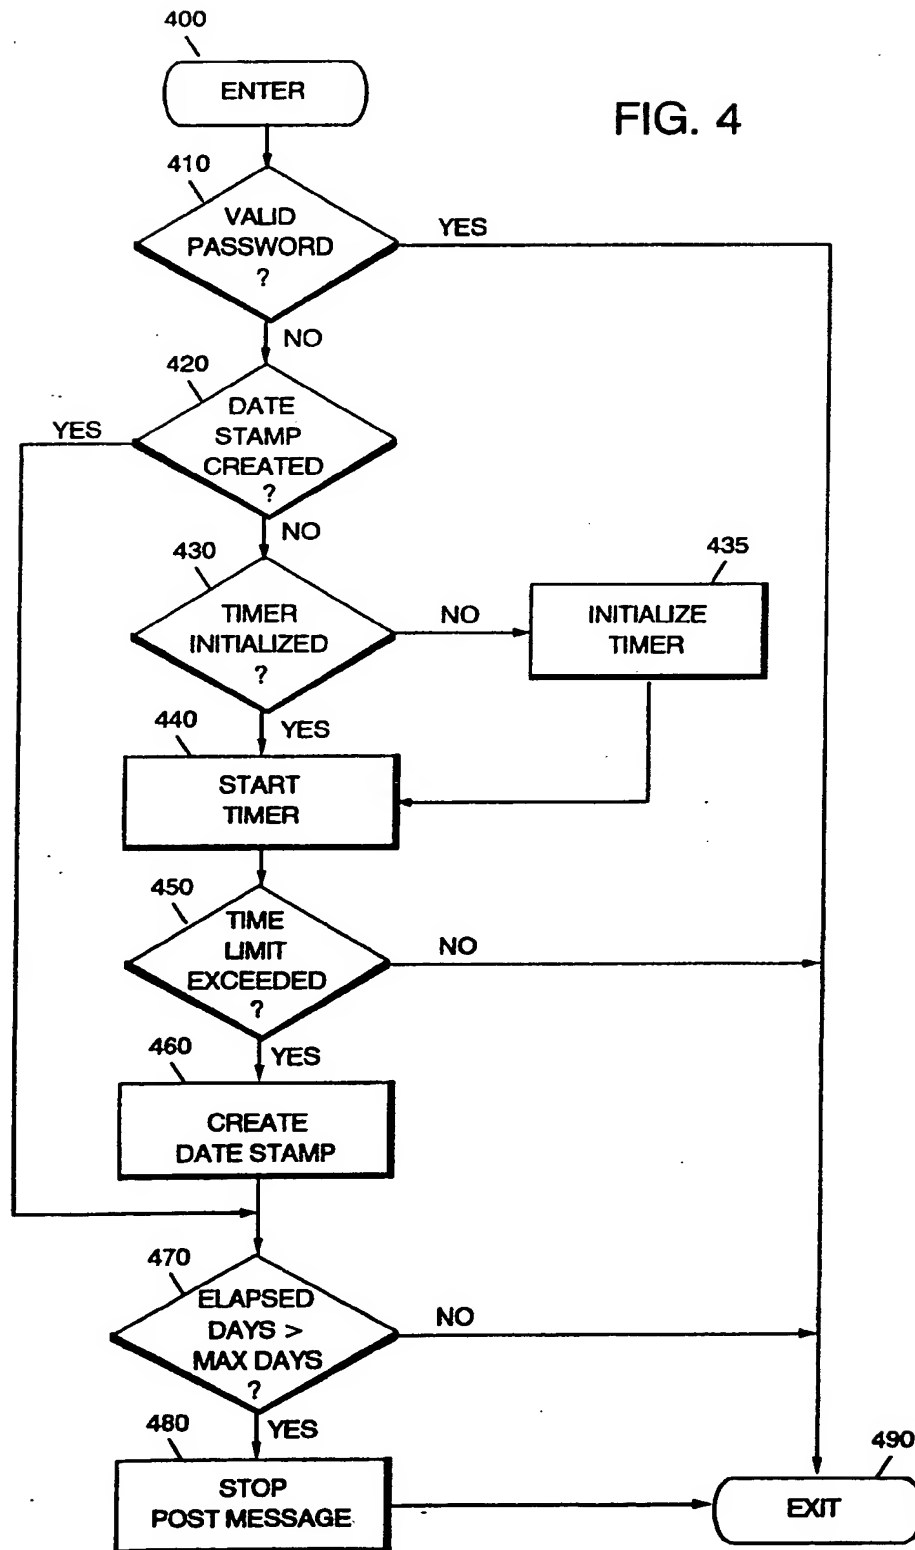 400
ENTER
FIG. 4
410
VALID
PASSWORD
?
YES
NO
420
DATE
STAMP
CREATED
?
YES
NO
430
TIMER
INITIALIZED
?
NO
435
INITIALIZE
TIMER
YES
440
START
TIMER
450
TIME
LIMIT
EXCEEDED
?
NO
YES
460
CREATE
DATE STAMP
470
ELAPSED
DAYS >
MAX DAYS
?
NO
YES
480
STOP
POST MESSAGE
490
EXIT